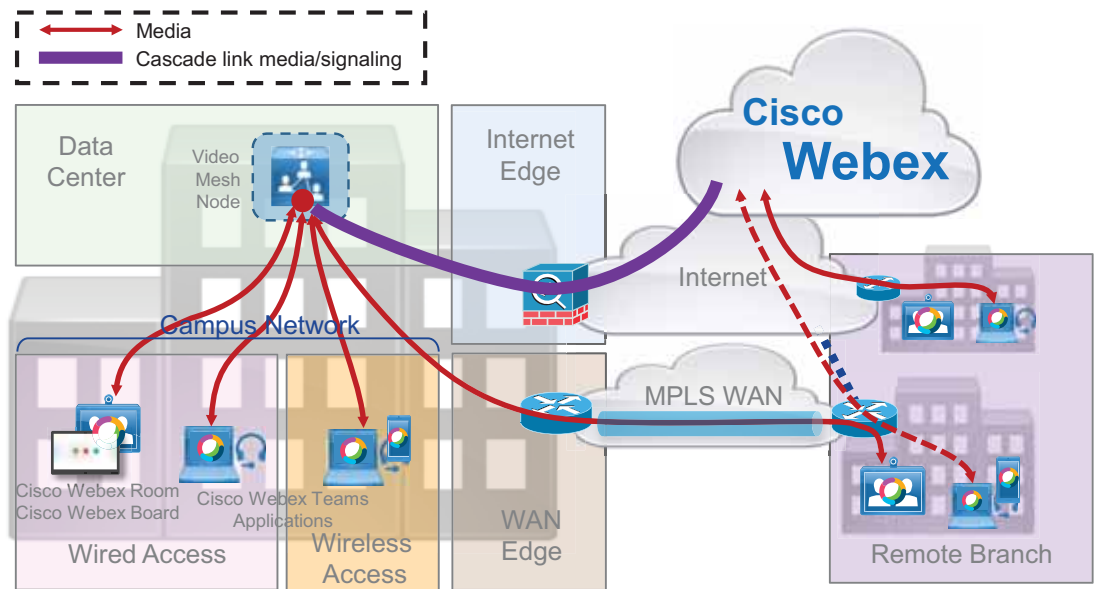 Media
Cascade link media/signaling
Data
Center
Video
Mesh
Node
Internet
Edge
Cisco
Webex
Internet
Campus Network
MPLS WAN
Cisco Webex Room
Cisco Webex Board
Cisco Webex Teams
Applications
Wired Access
Wireless
Access
WAN
Edge
Remote Branch